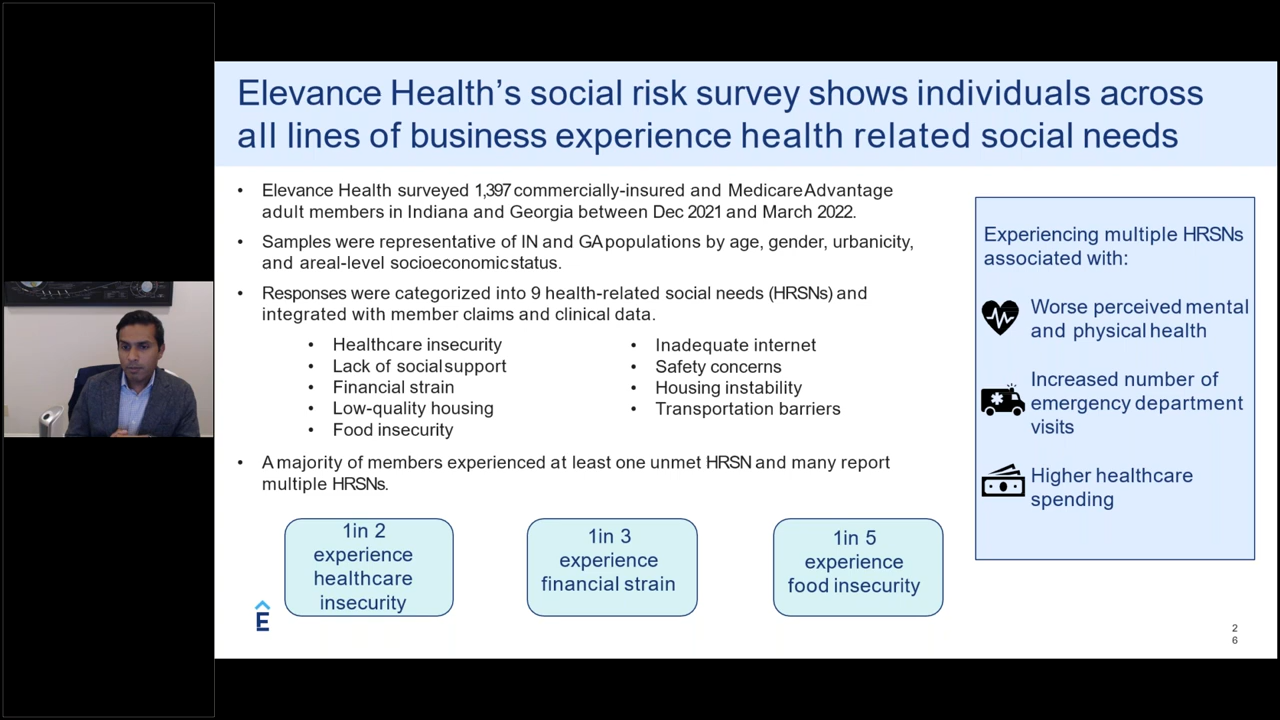 Elevance Health's social risk survey shows individuals across
all lines of business experience health related social needs
• Elevance Health surveyed 1,397 commercially-insured and Medicare Advantage
adult members in Indiana and Georgia between Dec 2021 and March 2022.
• Samples were representative of IN and GA populations by age, gender, urbanicity,
and areal-level socioeconomic status.
• Responses were categorized into 9 health-related social needs (HRSNs) and
integrated with member claims and clinical data.
• Healthcare insecurity
• Lack of social support
• Financial strain
• Low-quality housing
• Food insecurity
• Inadequate internet
• Safety concerns
• Housing instability
• Transportation barriers
• A majority of members experienced at least one unmet HRSN and many report
multiple HRSNs.
1 in 2
experience
healthcare
insecurity
1 in 3
experience
financial strain
1 in 5
experience
food insecurity
Experiencing multiple HRSNs
associated with:
Worse perceived mental
and physical health
Increased number of
emergency department
visits
Higher healthcare
spending
E
2
6